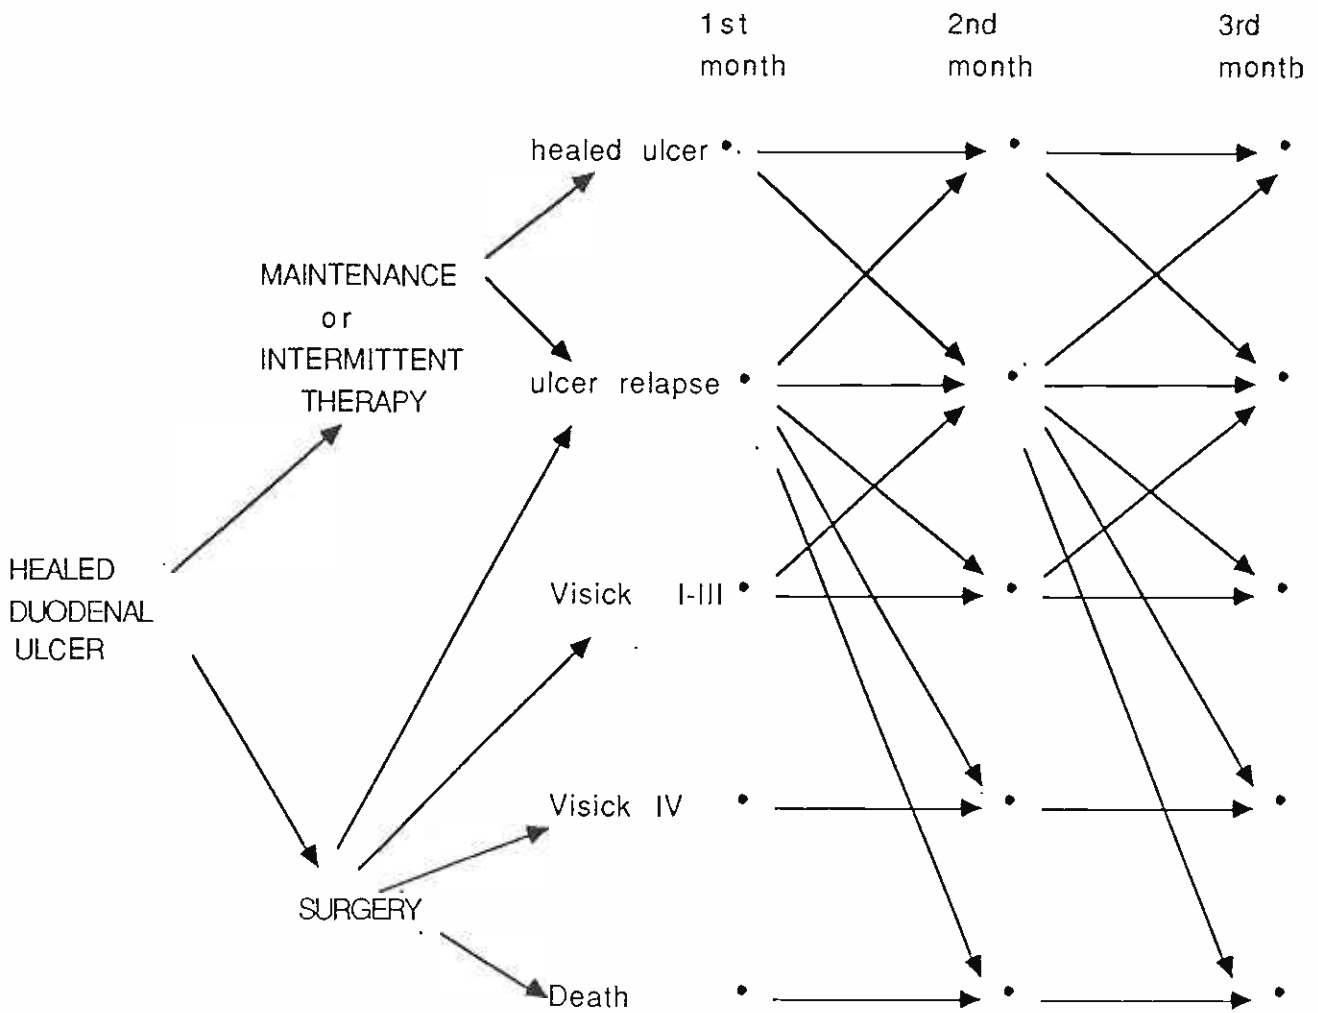 1st
month
2nd
month
3rd
month
healed ulcer
MAINTENANCE
or
INTERMITTENT
THERAPY
ulcer relapse
HEALED
DUODENAL
ULCER
Visick I-III
Visick IV
SURGERY
Death